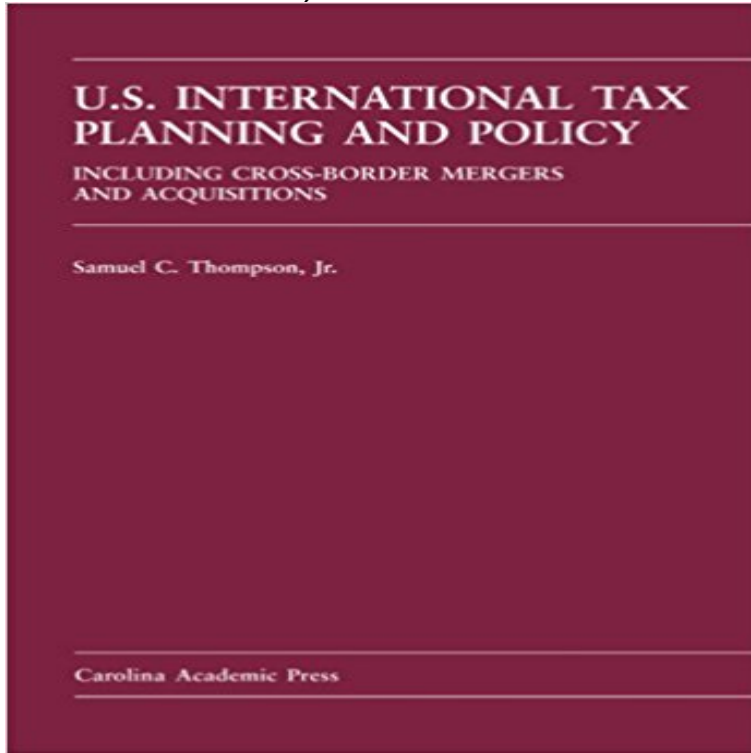 U.S. INTERNATIONAL TAX
PLANNING AND POLICY
INCLUDING CROSS-BORDER MERGERS
AND ACQUISITIONS
Samuel C. Thompson, Jr.
Carolina Academic Press